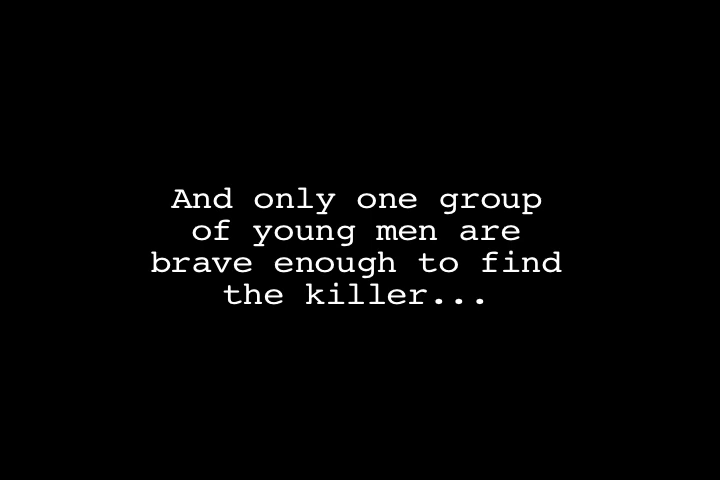 And only one group
of young men are
brave enough to find
the killer...